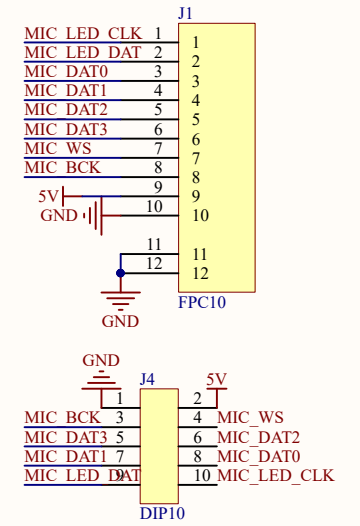 J1
MIC_LED_CLK 1 1
MIC_LED_DAT 2 2
MIC_DAT0 3 3
MIC_DAT1 4 4
MIC_DAT2 5 5
MIC_DAT3 6 6
MIC_WS 7 7
MIC_BCK 8 8
5V 9 9
GND 10 10
11 11
12 12
FPC10
GND
GND
J4 5V
1 2
MIC_BCK 3 4 MIC_WS
MIC_DAT3 5 6 MIC_DAT2
MIC_DAT1 7 8 MIC_DAT0
MIC_LED_DAT 9 10 MIC_LED_CLK
DIP10